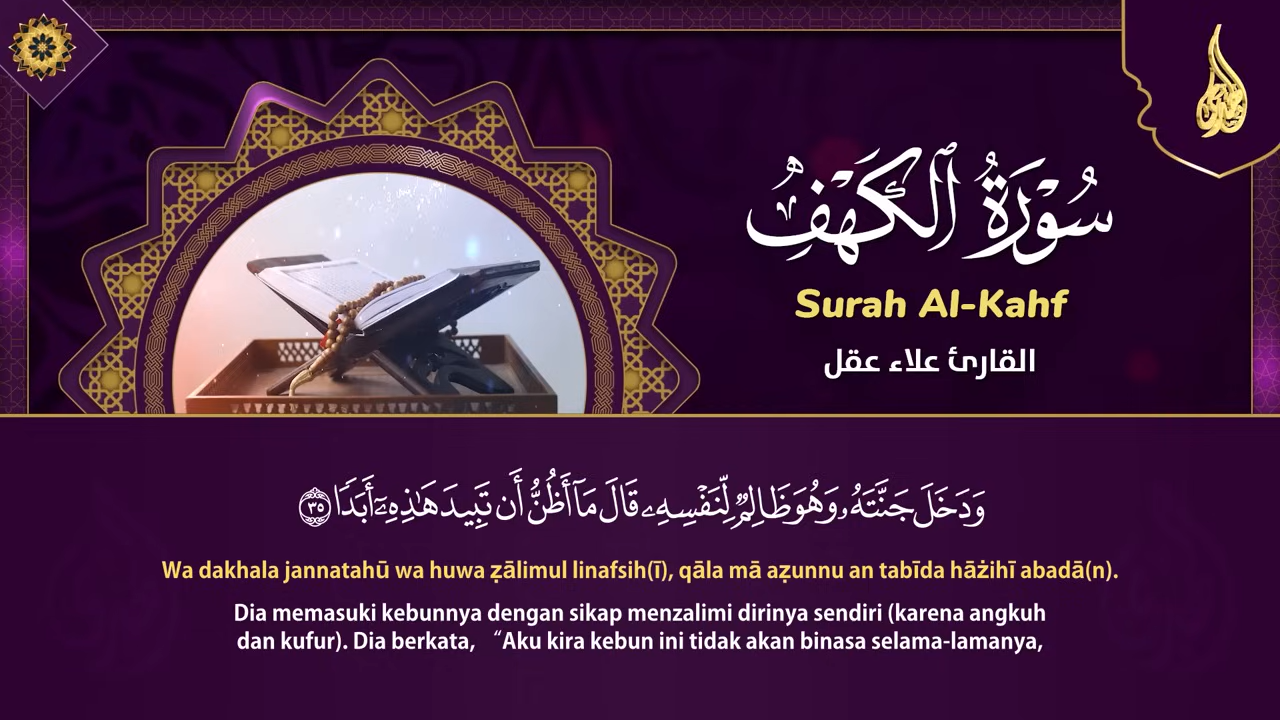 سُوْرَةُ ٱلْكَهْفِ
Surah Al-Kahf
القارئ علاء عقل
وَدَخَلَ جَنَّتَهُۥ وَهُوَ ظَالِمٌ لِّنَفْسِهِۦ قَالَ مَآ أَظُنُّ أَن تَبِيدَ هَٰذِهِۦٓ أَبَدًا ٣٥
Wa dakhala jannatahū wa huwa ẓālimul linafsih(ī), qāla mā aẓunnu an tabīda hāżihī abadā(n).
Dia memasuki kebunnya dengan sikap menzalimi dirinya sendiri (karena angkuh
dan kufur). Dia berkata, “Aku kira kebun ini tidak akan binasa selama-lamanya,